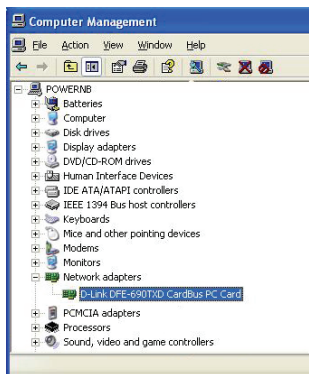 Computer Management
File Action View Window Help
POWERNB
Batteries
Computer
Disk drives
Display adapters
DVD/CD-ROM drives
Human Interface Devices
IDE ATA/ATAPI controllers
IEEE 1394 Bus host controllers
Keyboards
Mice and other pointing devices
Modems
Monitors
Network adapters
D-Link DFE-690TXD CardBus PC Card
PCMCIA adapters
Processors
Sound, video and game controllers